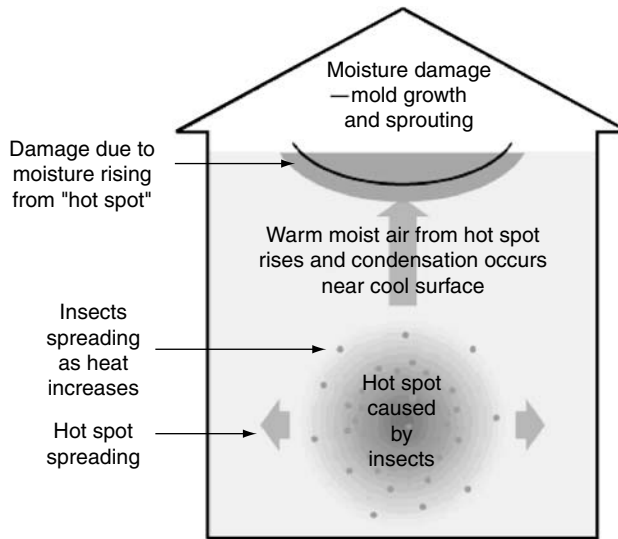 Moisture damage
—mold growth
and sprouting
Damage due to
moisture rising
from "hot spot"
Warm moist air from hot spot
rises and condensation occurs
near cool surface
Insects
spreading
as heat
increases
Hot spot
spreading
Hot spot
caused
by
insects